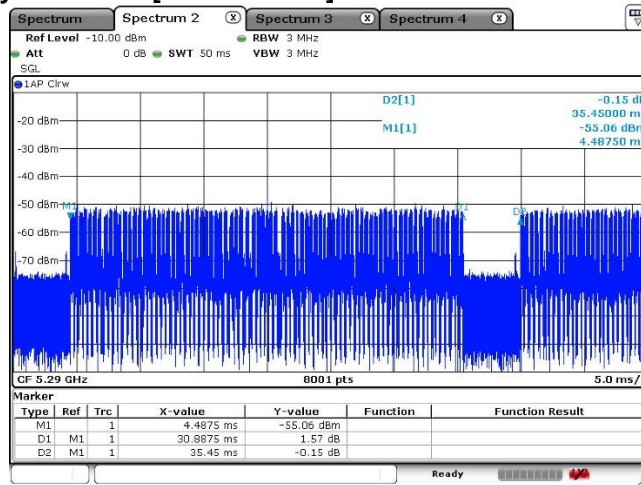 Spectrum Spectrum 2 X Spectrum 3 X Spectrum 4 X
Ref Level -10.00 dBm RBW 3 MHz
Att 0 dB SWT 50 ms VBW 3 MHz
SGL
1AP Clrw
D2[1] -0.15 d
35.45000 m
M1[1] -55.06 dBm
4.48750 m
-20 dBm
-30 dBm
-40 dBm
-50 dBm
-60 dBm
-70 dBm
M1 D1 D2
CF 5.29 GHz 8001 pts 5.0 ms/
Marker
Type Ref Trc X-value Y-value Function Function Result
M1 1 4.4875 ms -55.06 dBm
D1 M1 1 30.8875 ms 1.57 dB
D2 M1 1 35.45 ms -0.15 dB
Ready